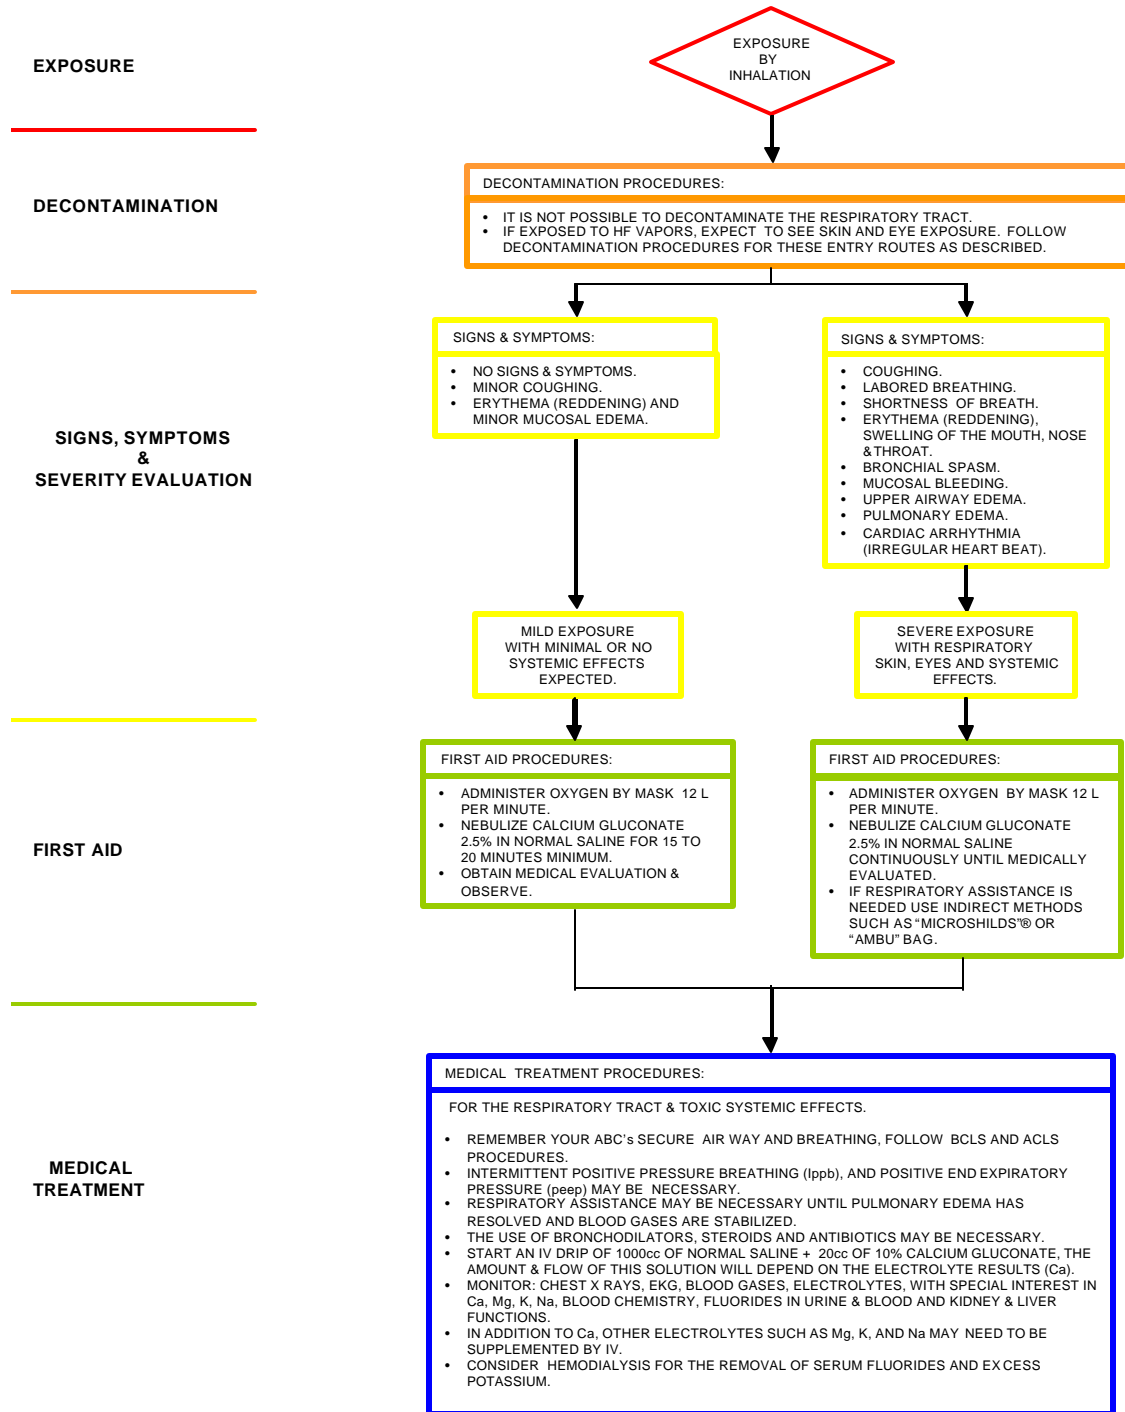 EXPOSURE
EXPOSURE
BY
INHALATION
DECONTAMINATION
DECONTAMINATION PROCEDURES:
• IT IS NOT POSSIBLE TO DECONTAMINATE THE RESPIRATORY TRACT.
• IF EXPOSED TO HF VAPORS, EXPECT TO SEE SKIN AND EYE EXPOSURE. FOLLOW
DECONTAMINATION PROCEDURES FOR THESE ENTRY ROUTES AS DESCRIBED.
SIGNS, SYMPTOMS
&
SEVERITY EVALUATION
SIGNS & SYMPTOMS:
• NO SIGNS & SYMPTOMS.
• MINOR COUGHING.
• ERYTHEMA (REDDENING) AND
MINOR MUCOSAL EDEMA.
SIGNS & SYMPTOMS:
• COUGHING.
• LABORED BREATHING.
• SHORTNESS OF BREATH.
• ERYTHEMA (REDDENING),
SWELLING OF THE MOUTH, NOSE
& THROAT.
• BRONCHIAL SPASM.
• MUCOSAL BLEEDING.
• UPPER AIRWAY EDEMA.
• PULMONARY EDEMA.
• CARDIAC ARRHYTHMIA
(IRREGULAR HEART BEAT).
MILD EXPOSURE
WITH MINIMAL OR NO
SYSTEMIC EFFECTS
EXPECTED.
SEVERE EXPOSURE
WITH RESPIRATORY
SKIN, EYES AND SYSTEMIC
EFFECTS.
FIRST AID
FIRST AID PROCEDURES:
• ADMINISTER OXYGEN BY MASK 12 L
PER MINUTE.
• NEBULIZE CALCIUM GLUCONATE
2.5% IN NORMAL SALINE FOR 15 TO
20 MINUTES MINIMUM.
• OBTAIN MEDICAL EVALUATION &
OBSERVE.
FIRST AID PROCEDURES:
• ADMINISTER OXYGEN BY MASK 12 L
PER MINUTE.
• NEBULIZE CALCIUM GLUCONATE
2.5% IN NORMAL SALINE
CONTINUOUSLY UNTIL MEDICALLY
EVALUATED.
• IF RESPIRATORY ASSISTANCE IS
NEEDED USE INDIRECT METHODS
SUCH AS “MICROSHILDS”® OR
“AMBU” BAG.
MEDICAL
TREATMENT
MEDICAL TREATMENT PROCEDURES:
FOR THE RESPIRATORY TRACT & TOXIC SYSTEMIC EFFECTS.
• REMEMBER YOUR ABC's SECURE AIR WAY AND BREATHING, FOLLOW BCLS AND ACLS
PROCEDURES.
• INTERMITTENT POSITIVE PRESSURE BREATHING (Ippb), AND POSITIVE END EXPIRATORY
PRESSURE (peep) MAY BE NECESSARY.
• RESPIRATORY ASSISTANCE MAY BE NECESSARY UNTIL PULMONARY EDEMA HAS
RESOLVED AND BLOOD GASES ARE STABILIZED.
• THE USE OF BRONCHODILATORS, STEROIDS AND ANTIBIOTICS MAY BE NECESSARY.
• START AN IV DRIP OF 1000cc OF NORMAL SALINE + 20cc OF 10% CALCIUM GLUCONATE, THE
AMOUNT & FLOW OF THIS SOLUTION WILL DEPEND ON THE ELECTROLYTE RESULTS (Ca).
• MONITOR: CHEST X RAYS, EKG, BLOOD GASES, ELECTROLYTES, WITH SPECIAL INTEREST IN
Ca, Mg, K, Na, BLOOD CHEMISTRY, FLUORIDES IN URINE & BLOOD AND KIDNEY & LIVER
FUNCTIONS.
• IN ADDITION TO Ca, OTHER ELECTROLYTES SUCH AS Mg, K, AND Na MAY NEED TO BE
SUPPLEMENTED BY IV.
• CONSIDER HEMODIALYSIS FOR THE REMOVAL OF SERUM FLUORIDES AND EXCESS
POTASSIUM.